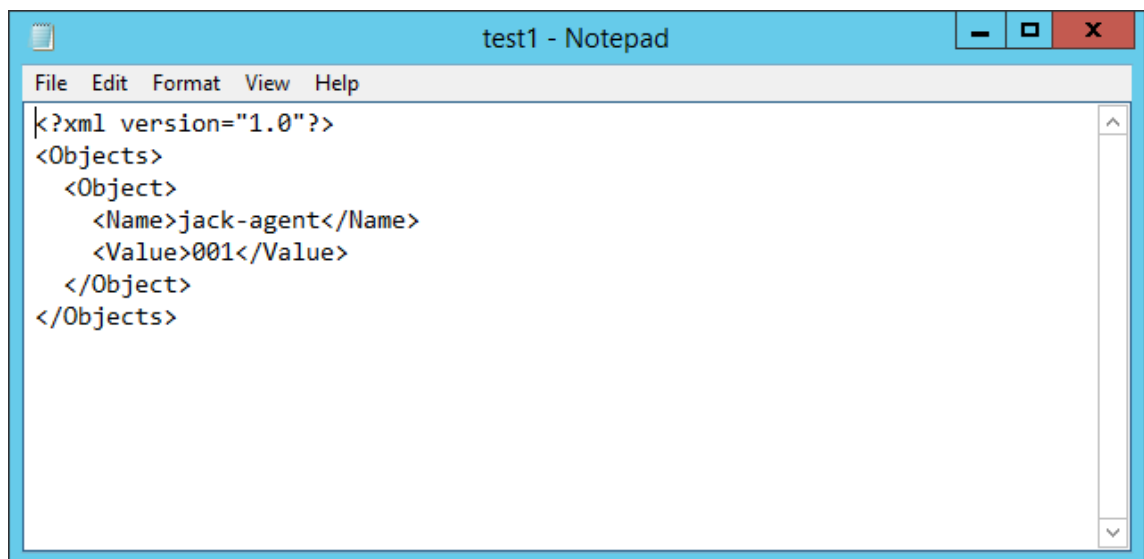 test1 - Notepad
File Edit Format View Help
<?xml version="1.0"?>
<Objects>
  <Object>
    <Name>jack-agent</Name>
    <Value>001</Value>
  </Object>
</Objects>